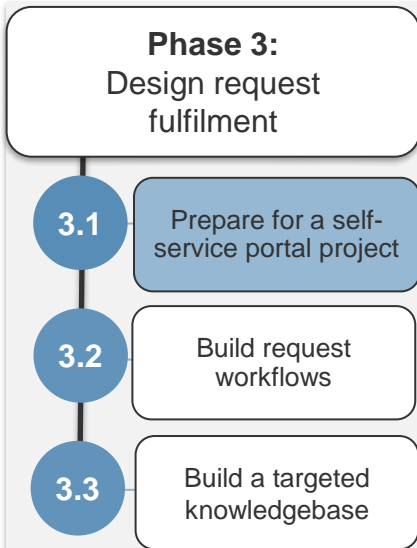 Phase 3:
Design request
fulfilment
3.1
Prepare for a self-
service portal project
3.2
Build request
workflows
3.3
Build a targeted
knowledgebase